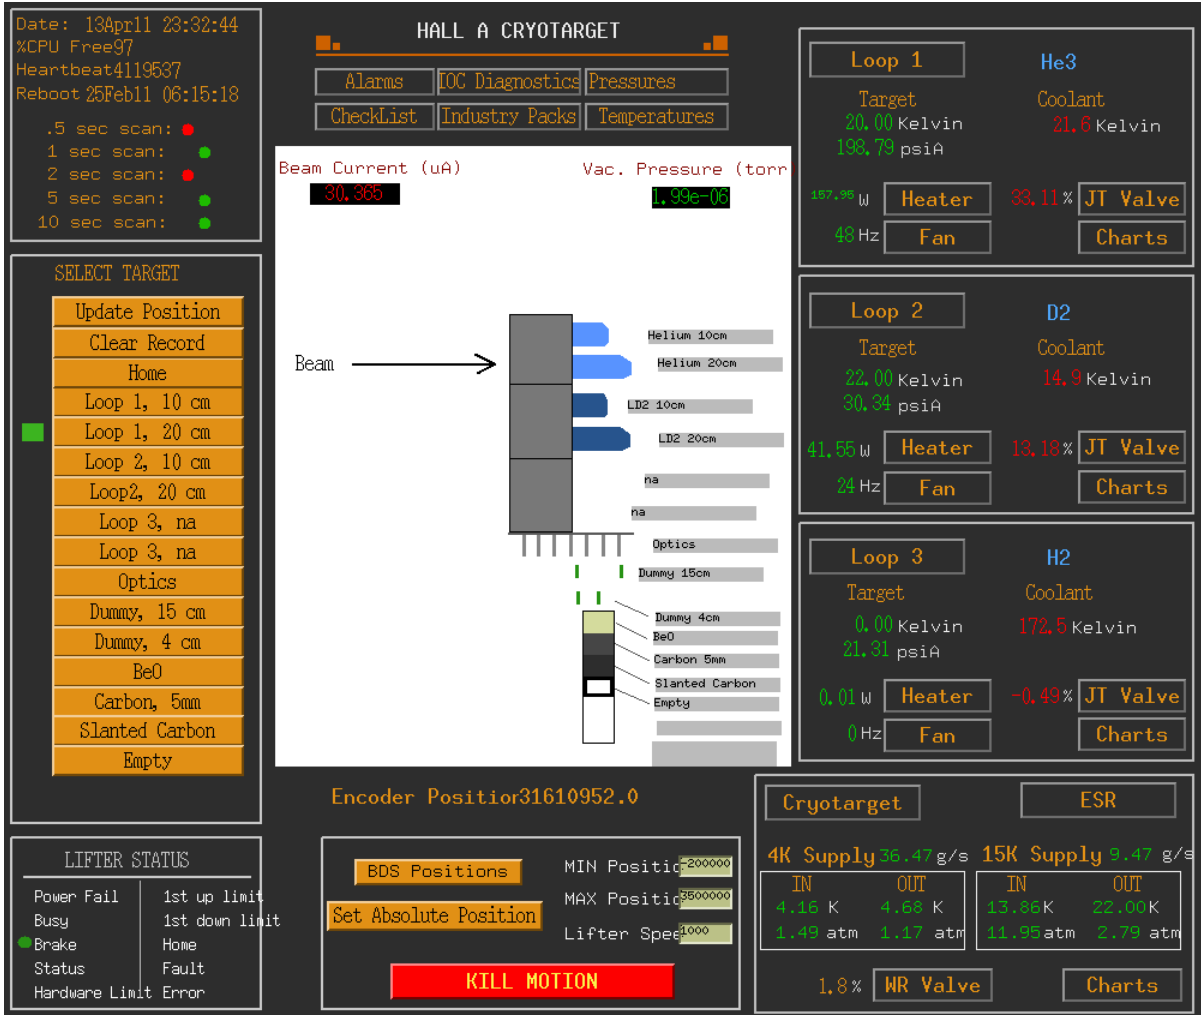 Date: 13Apr11 23:32:44
%CPU Free97
Heartbeat4119537
Reboot 25Feb11 06:15:18
.5 sec scan:
1 sec scan:
2 sec scan:
5 sec scan:
10 sec scan:
SELECT TARGET
Update Position
Clear Record
Home
Loop 1, 10 cm
Loop 1, 20 cm
Loop 2, 10 cm
Loop2, 20 cm
Loop 3, na
Loop 3, na
Optics
Dummy, 15 cm
Dummy, 4 cm
BeO
Carbon, 5mm
Slanted Carbon
Empty
LIFTER STATUS
Power Fail 1st up limit
Busy 1st down limit
Brake Home
Status Fault
Hardware Limit Error
HALL A CRYOTARGET
Alarms IOC Diagnostics Pressures
CheckList Industry Packs Temperatures
Beam Current (uA) Vac. Pressure (torr
30.365 1.99e-06
Beam
Helium 10cm
Helium 20cm
LD2 10cm
LD2 20cm
na
na
Optics
Dummy 15cm
Dummy 4cm
BeO
Carbon 5mm
Slanted Carbon
Empty
Encoder Position31610952.0
BDS Positions
Set Absolute Position
MIN Positio -200000
MAX Positio 3500000
Lifter Spee 1000
KILL MOTION
Loop 1 He3
Target Coolant
20.00 Kelvin 21.6 Kelvin
198.79 psiA
157.95 W Heater 33.11 % JT Valve
48 Hz Fan Charts
Loop 2 D2
Target Coolant
22.00 Kelvin 14.9 Kelvin
30.34 psiA
41.55 W Heater 13.18 % JT Valve
24 Hz Fan Charts
Loop 3 H2
Target Coolant
0.00 Kelvin 172.5 Kelvin
21.31 psiA
0.01 W Heater -0.49 % JT Valve
0 Hz Fan Charts
Cryotarget ESR
4K Supply 36.47 g/s 15K Supply 9.47 g/s
IN OUT IN OUT
4.16 K 4.68 K 13.86 K 22.00 K
1.49 atm 1.17 atm 11.95 atm 2.79 atm
1.8 % WR Valve Charts